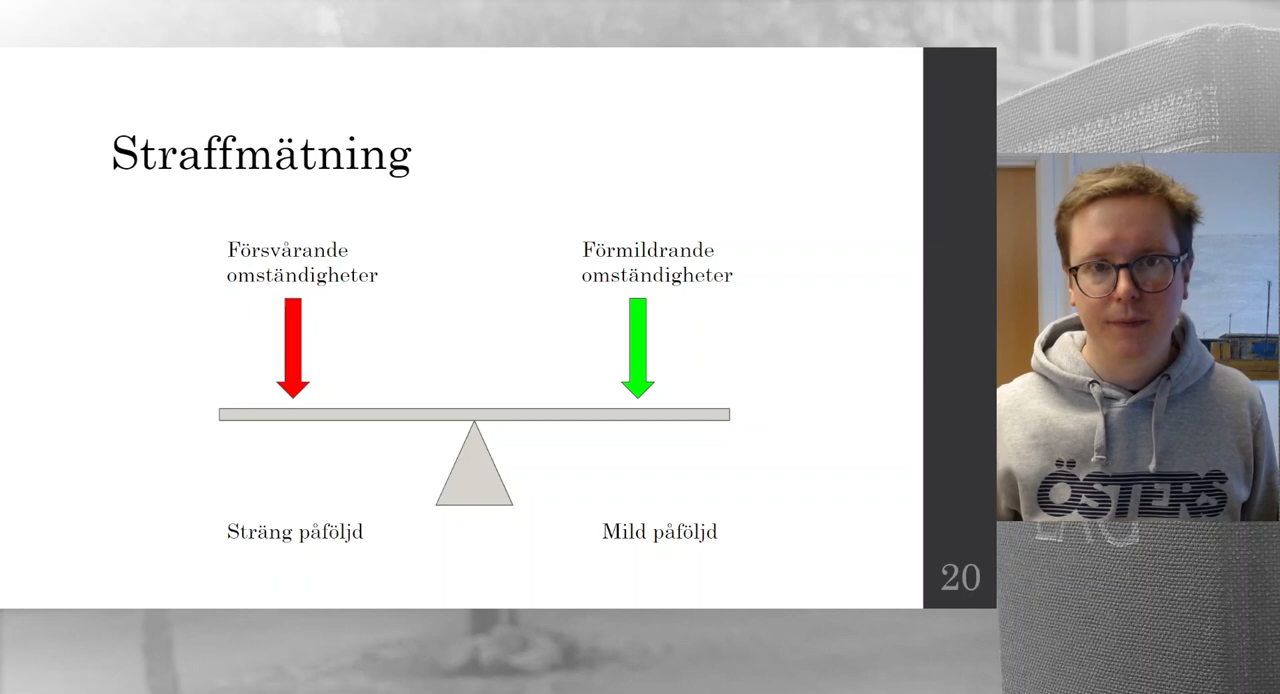 Straffmätning
Försvårande
omständigheter
Förmildrande
omständigheter
Sträng påföljd
Mild påföljd
20
ÖSTERS